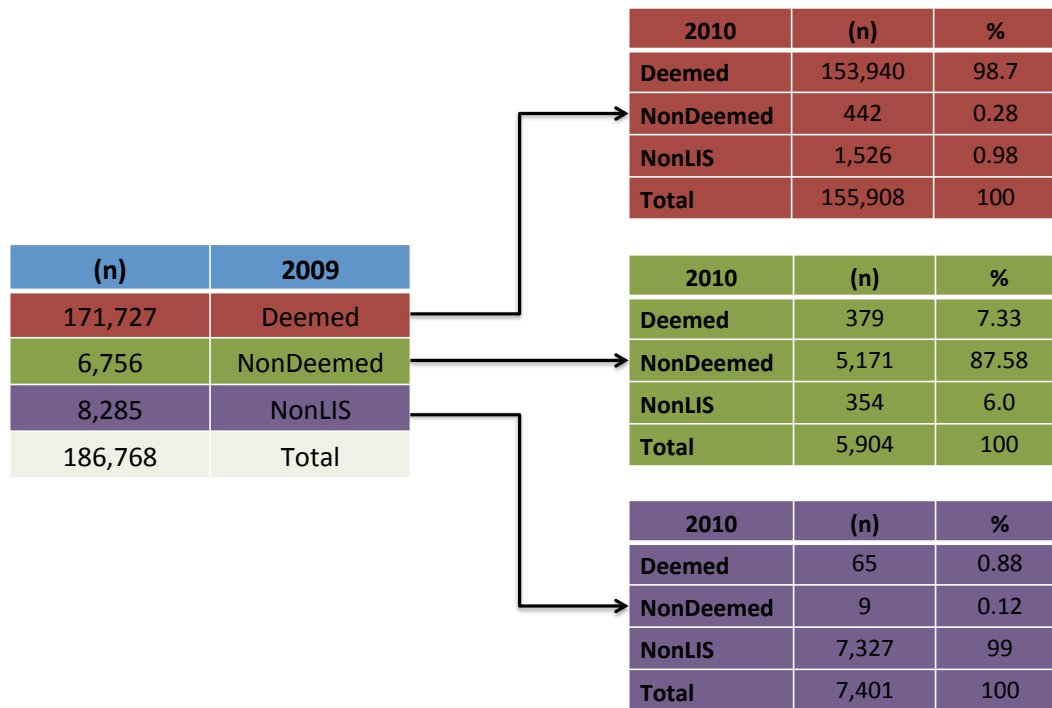 (n) 2009
171,727 Deemed
6,756 NonDeemed
8,285 NonLIS
186,768 Total
2010 (n) %
Deemed 153,940 98.7
NonDeemed 442 0.28
NonLIS 1,526 0.98
Total 155,908 100
2010 (n) %
Deemed 379 7.33
NonDeemed 5,171 87.58
NonLIS 354 6.0
Total 5,904 100
2010 (n) %
Deemed 65 0.88
NonDeemed 9 0.12
NonLIS 7,327 99
Total 7,401 100